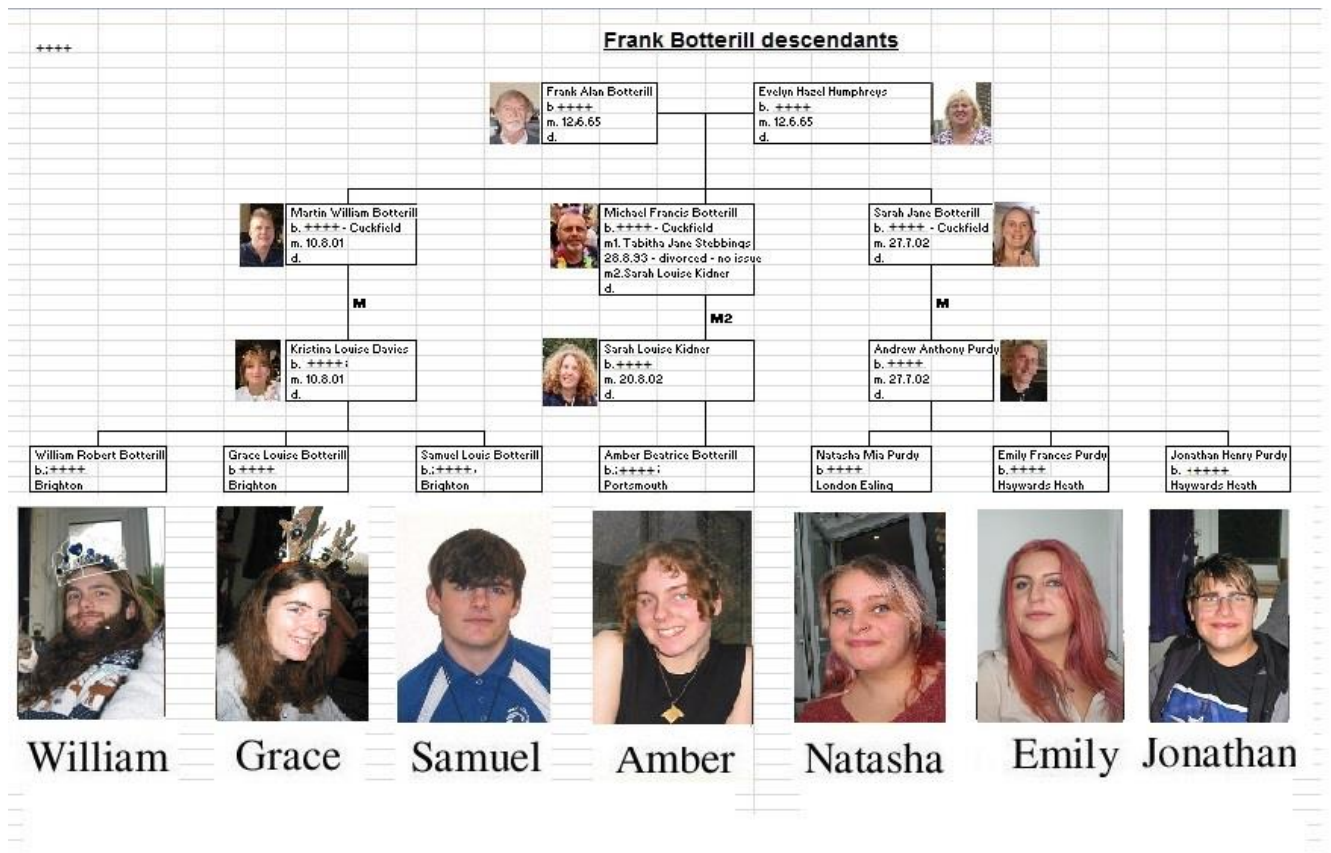 Frank Botterill descendants
++++
Frank Alan Botterill
b ++++
m. 12.6.65
d.
Evelyn Hazel Humphreys
b. ++++
m. 12.6.65
d.
Martin William Botterill
b. ++++ - Cuckfield
m. 10.8.01
d.
Michael Francis Botterill
b. ++++ - Cuckfield
m1. Tabitha Jane Stebbings
28.8.93 - divorced - no issue
m2.Sarah Louise Kidner
d.
Sarah Jane Botterill
b. ++++ - Cuckfield
m. 27.7.02
d.
M
M2
M
Kristina Louise Davies
b. ++++:
m. 10.8.01
d.
Sarah Louise Kidner
b.++++
m. 20.8.02
d.
Andrew Anthony Purdy
b. ++++
m. 27.7.02
d.
William Robert Botterill
b.:++++
Brighton
Grace Louise Botterill
b ++++
Brighton
Samuel Louis Botterill
b.:++++,
Brighton
Amber Beatrice Botterill
b.:++++:
Portsmouth
Natasha Mia Purdy
b ++++
London Ealing
Emily Frances Purdy
b.++++
Haywards Heath
Jonathan Henry Purdy
b. +++++
Haywards Heath
William
Grace
Samuel
Amber
Natasha
Emily
Jonathan